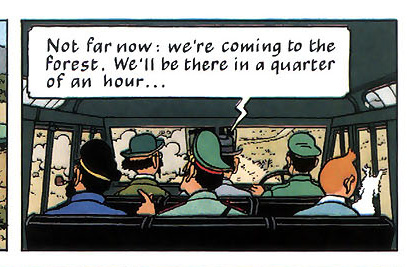 Not far now: we're coming to the
forest. We'll be there in a quarter
of an hour...